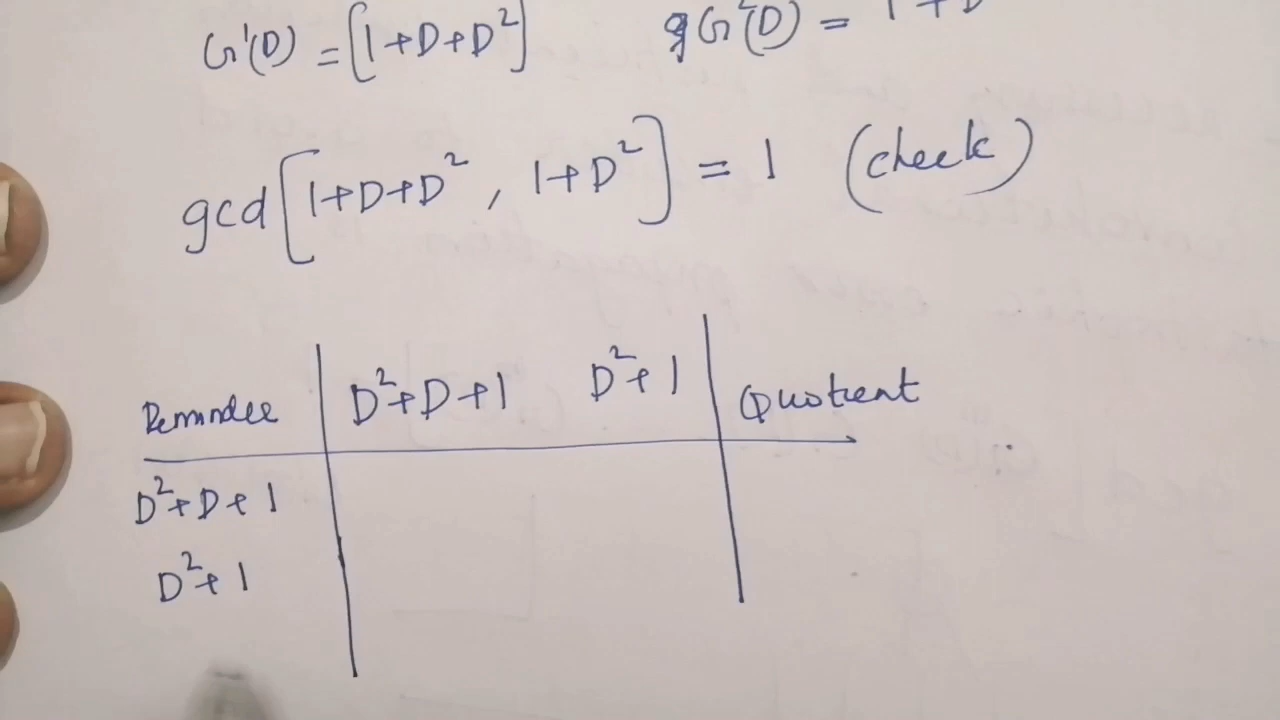 G¹(D) = [1+D+D²] G²(D) = 1+D
gcd[1+D+D², 1+D²] = 1 (check)
Remindee D²+D+1 D²+1 Quotient
D²+D+1
D²+1